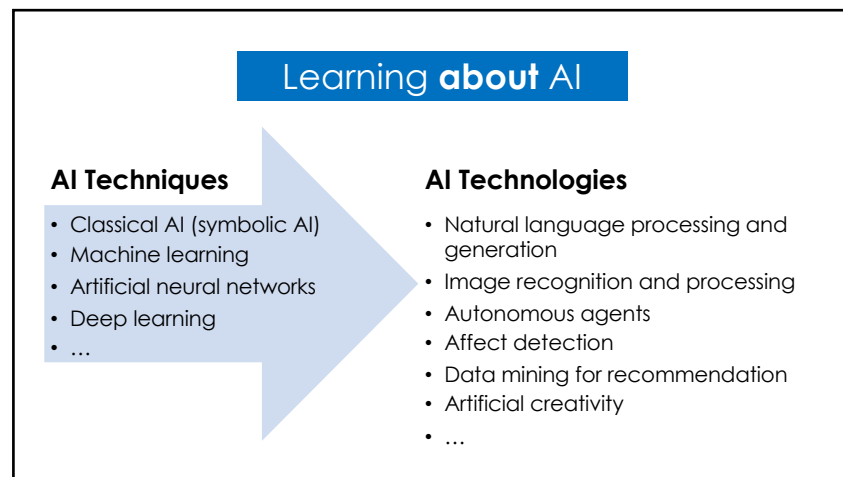 Learning about AI
AI Techniques
• Classical AI (symbolic AI)
• Machine learning
• Artificial neural networks
• Deep learning
• …
AI Technologies
• Natural language processing and
generation
• Image recognition and processing
• Autonomous agents
• Affect detection
• Data mining for recommendation
• Artificial creativity
• …